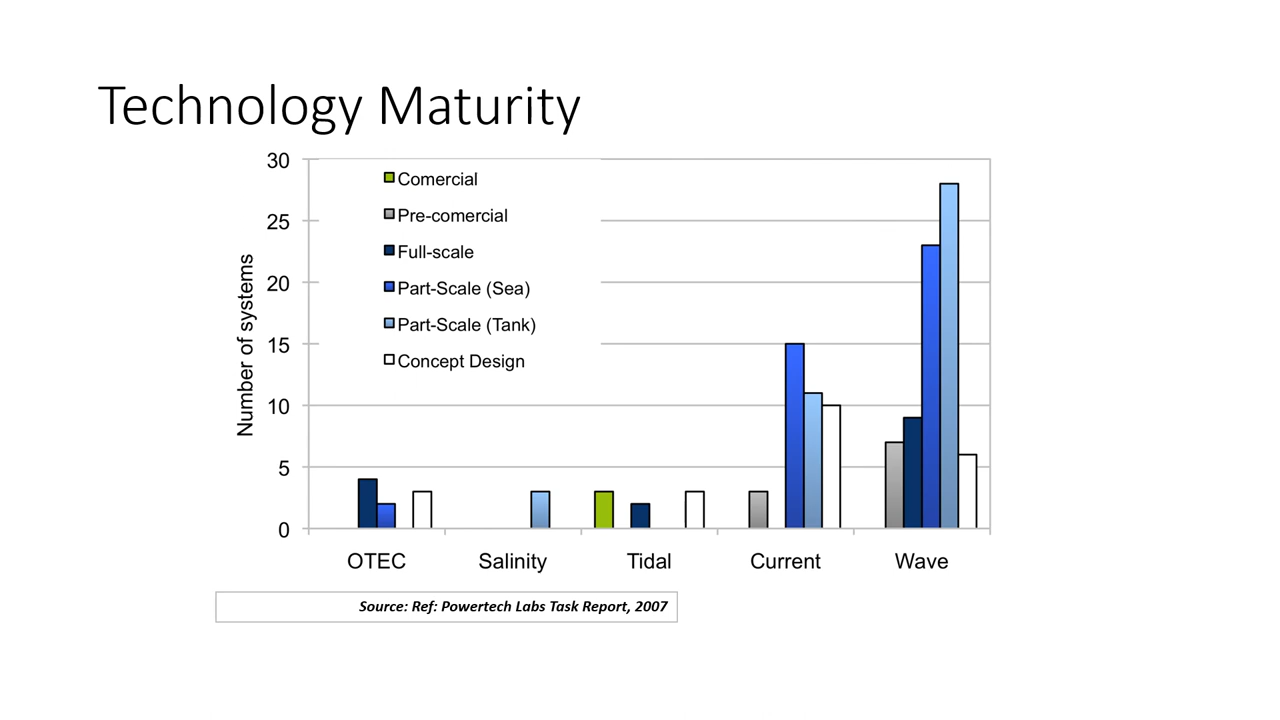 Technology Maturity
30
25
20
15
10
5
0
Number of systems
Comercial
Pre-comercial
Full-scale
Part-Scale (Sea)
Part-Scale (Tank)
Concept Design
OTEC Salinity Tidal Current Wave
Source: Ref: Powertech Labs Task Report, 2007